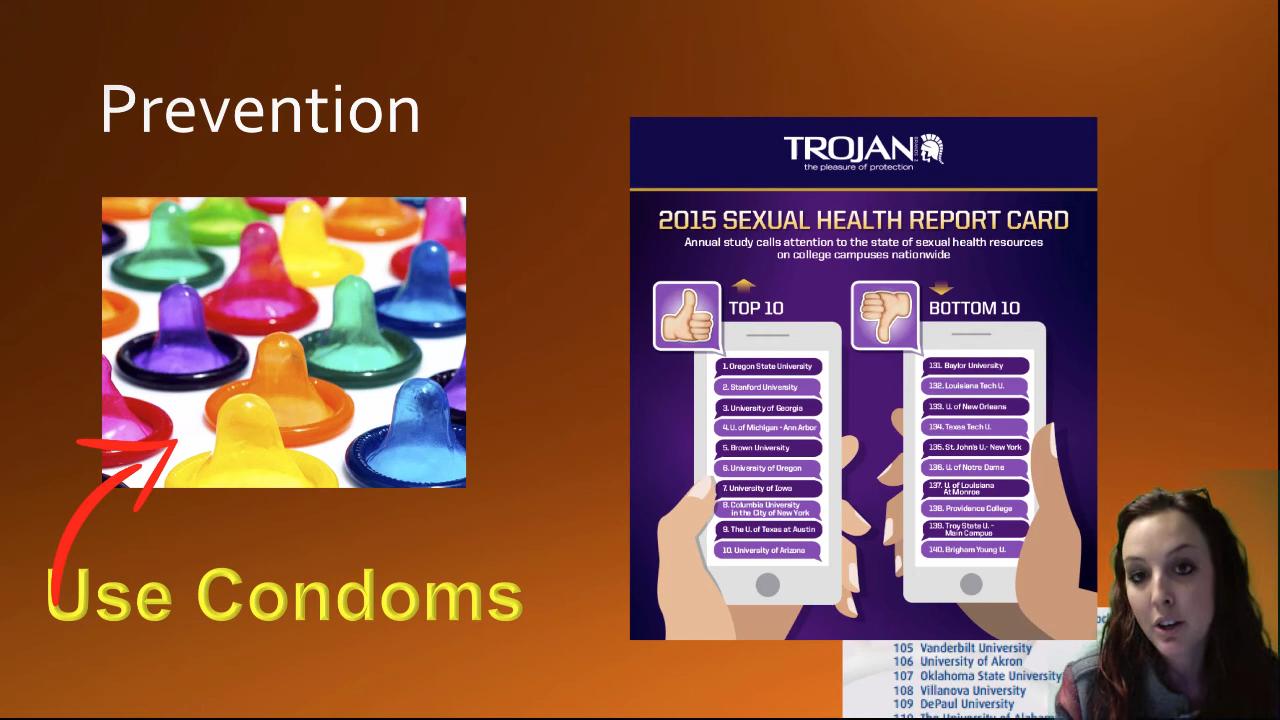 Prevention
Use Condoms
TROJAN
BRAND
the pleasure of protection
2015 SEXUAL HEALTH REPORT CARD
Annual study calls attention to the state of sexual health resources
on college campuses nationwide
TOP 10
1. Oregon State University
2. Stanford University
3. University of Georgia
4. U. of Michigan - Ann Arbor
5. Brown University
6. University of Oregon
7. University of Iowa
8. Columbia University
in the City of New York
9. The U. of Texas at Austin
10. University of Arizona
BOTTOM 10
131. Baylor University
132. Louisiana Tech U.
133. U. of New Orleans
134. Texas Tech U.
135. St. John's U.- New York
136. U. of Notre Dame
137. U. of Louisiana
At Monroe
138. Providence College
139. Troy State U. -
Main Campus
140. Brigham Young U.
105 Vanderbilt University
106 University of Akron
107 Oklahoma State University
108 Villanova University
109 DePaul University
110 The University of